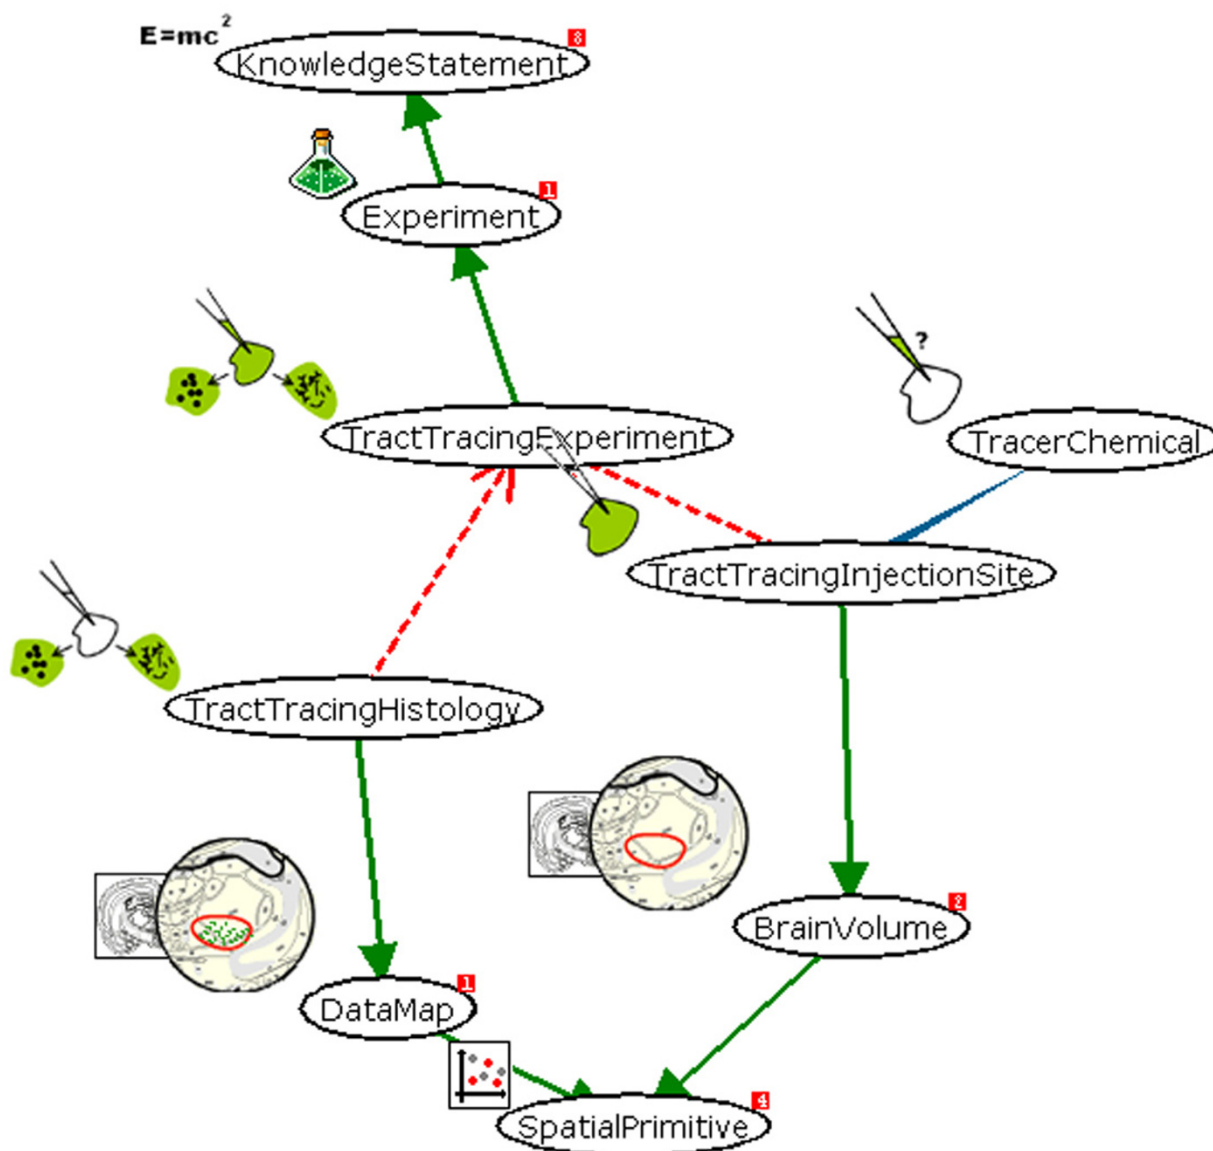 E=mc²
8
KnowledgeStatement
1
Experiment
?
TractTracingExperiment
TracerChemical
TractTracingInjectionSite
TractTracingHistology
2
BrainVolume
1
DataMap
4
SpatialPrimitive